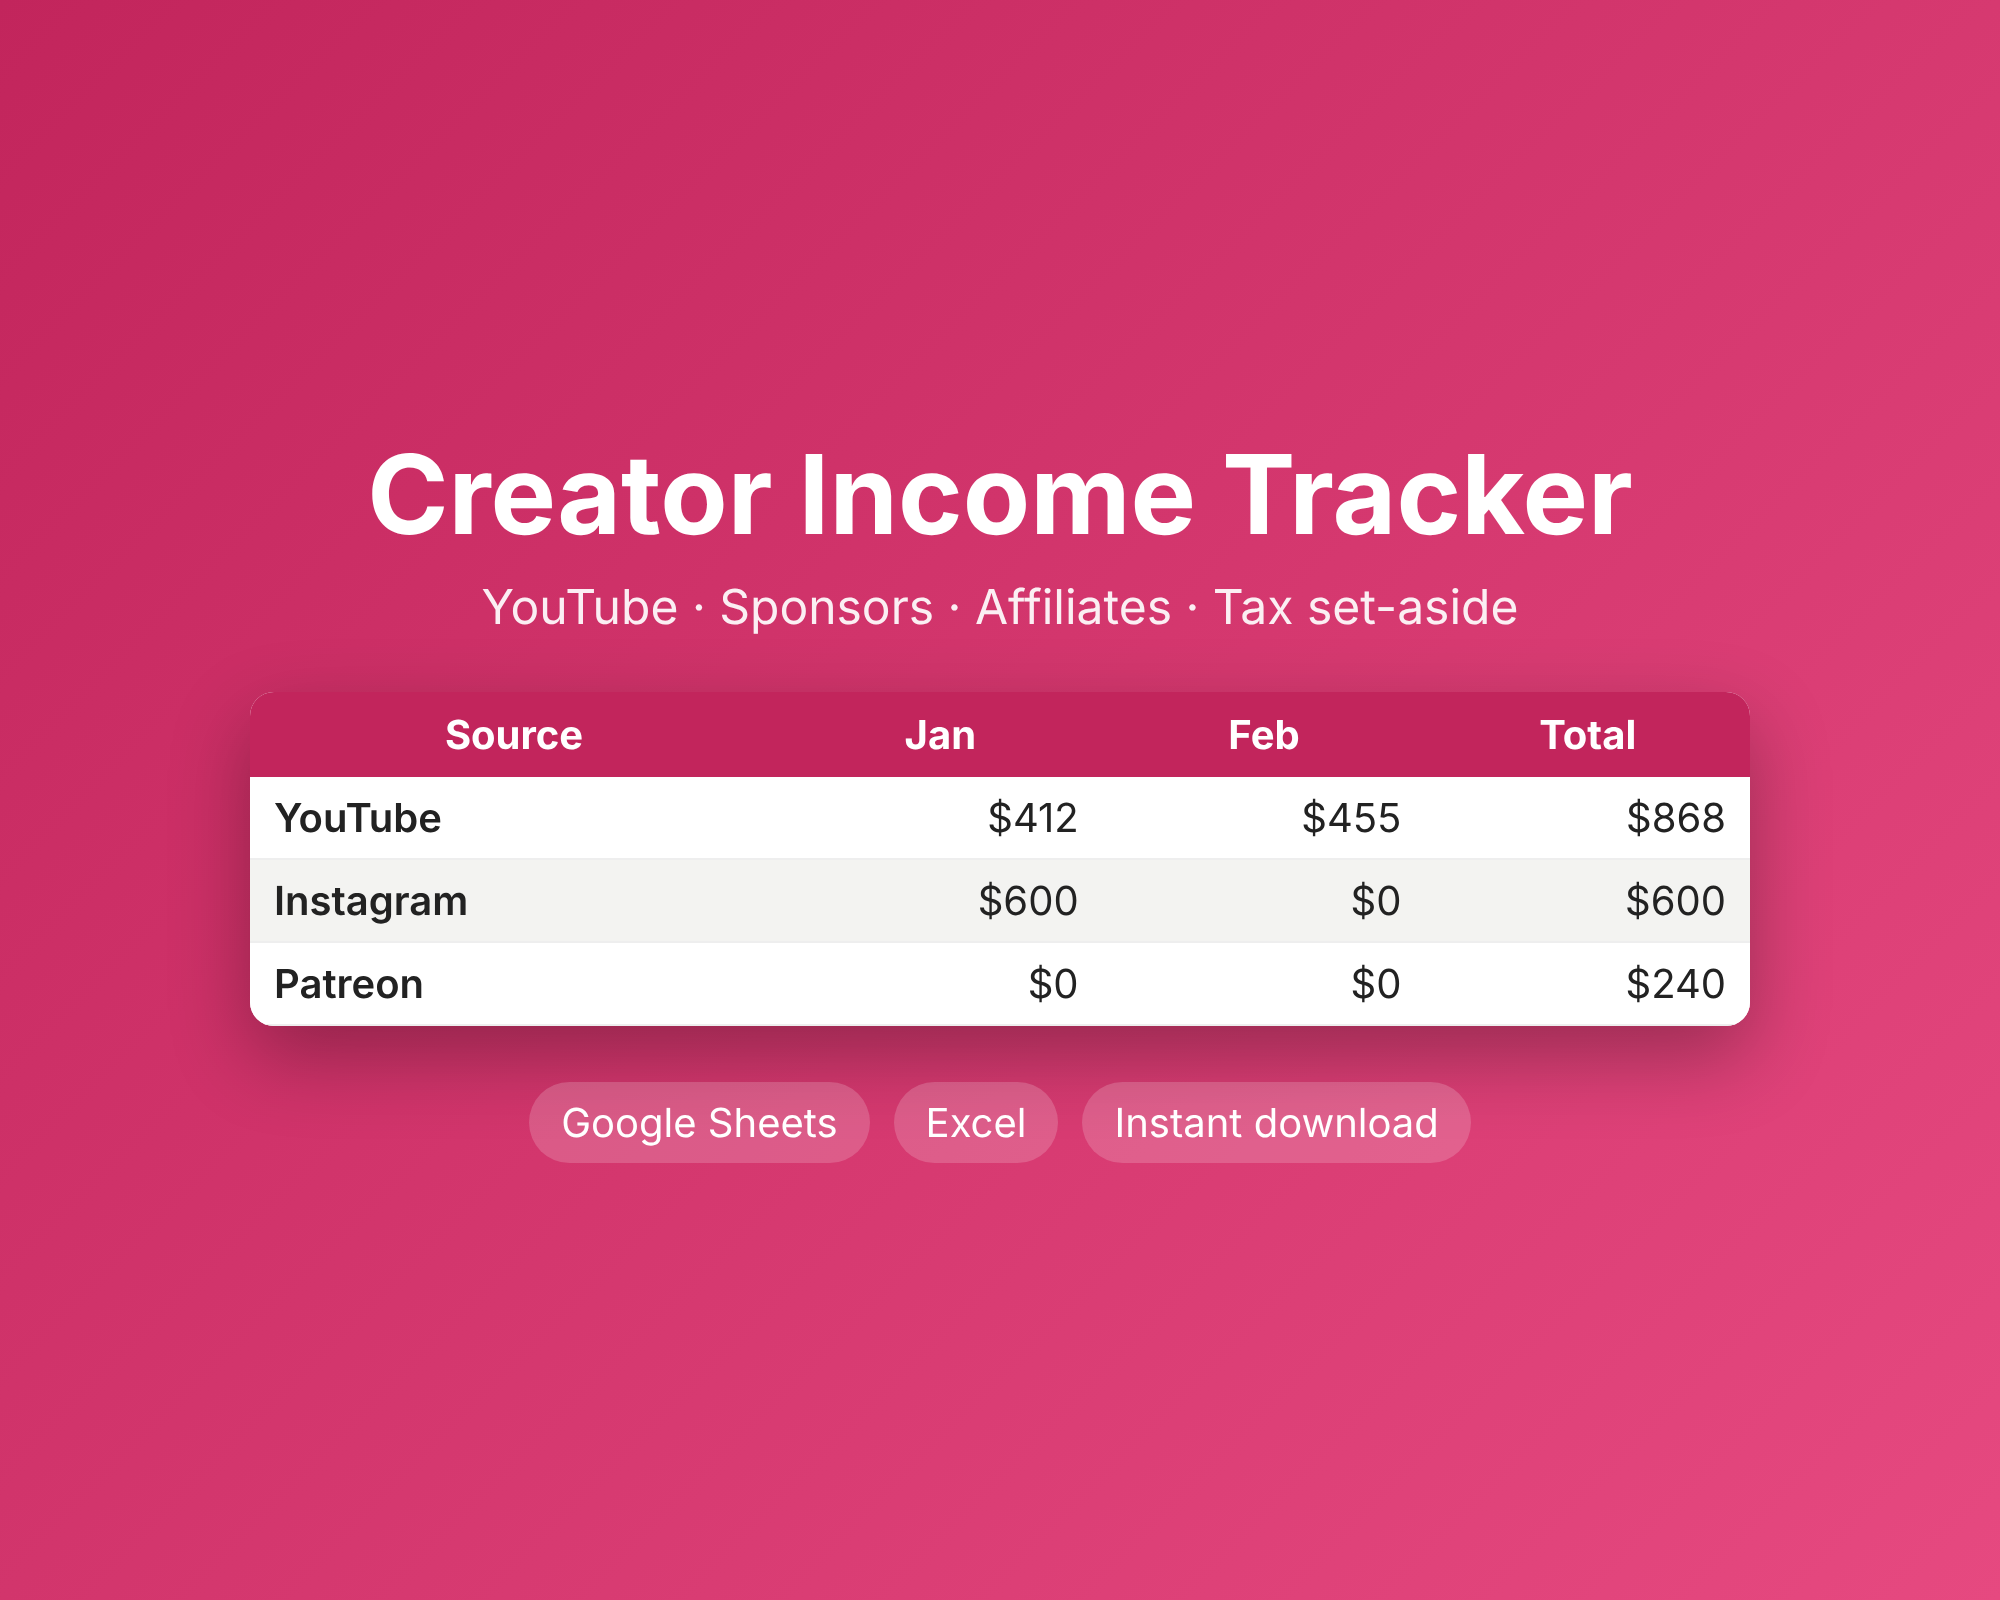 Creator Income Tracker
YouTube · Sponsors · Affiliates · Tax set-aside
Source Jan Feb Total
YouTube $412 $455 $868
Instagram $600 $0 $600
Patreon $0 $0 $240
Google Sheets Excel Instant download